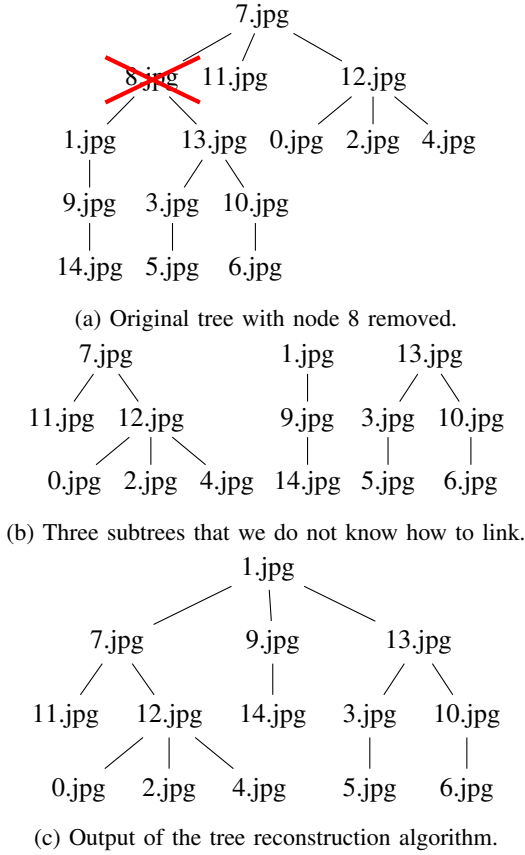 7.jpg
8.jpg 11.jpg 12.jpg
1.jpg 13.jpg 0.jpg 2.jpg 4.jpg
9.jpg 3.jpg 10.jpg
14.jpg 5.jpg 6.jpg
(a) Original tree with node 8 removed.
7.jpg 1.jpg 13.jpg
11.jpg 12.jpg 9.jpg 3.jpg 10.jpg
0.jpg 2.jpg 4.jpg 14.jpg 5.jpg 6.jpg
(b) Three subtrees that we do not know how to link.
1.jpg
7.jpg 9.jpg 13.jpg
11.jpg 12.jpg 14.jpg 3.jpg 10.jpg
0.jpg 2.jpg 4.jpg 5.jpg 6.jpg
(c) Output of the tree reconstruction algorithm.